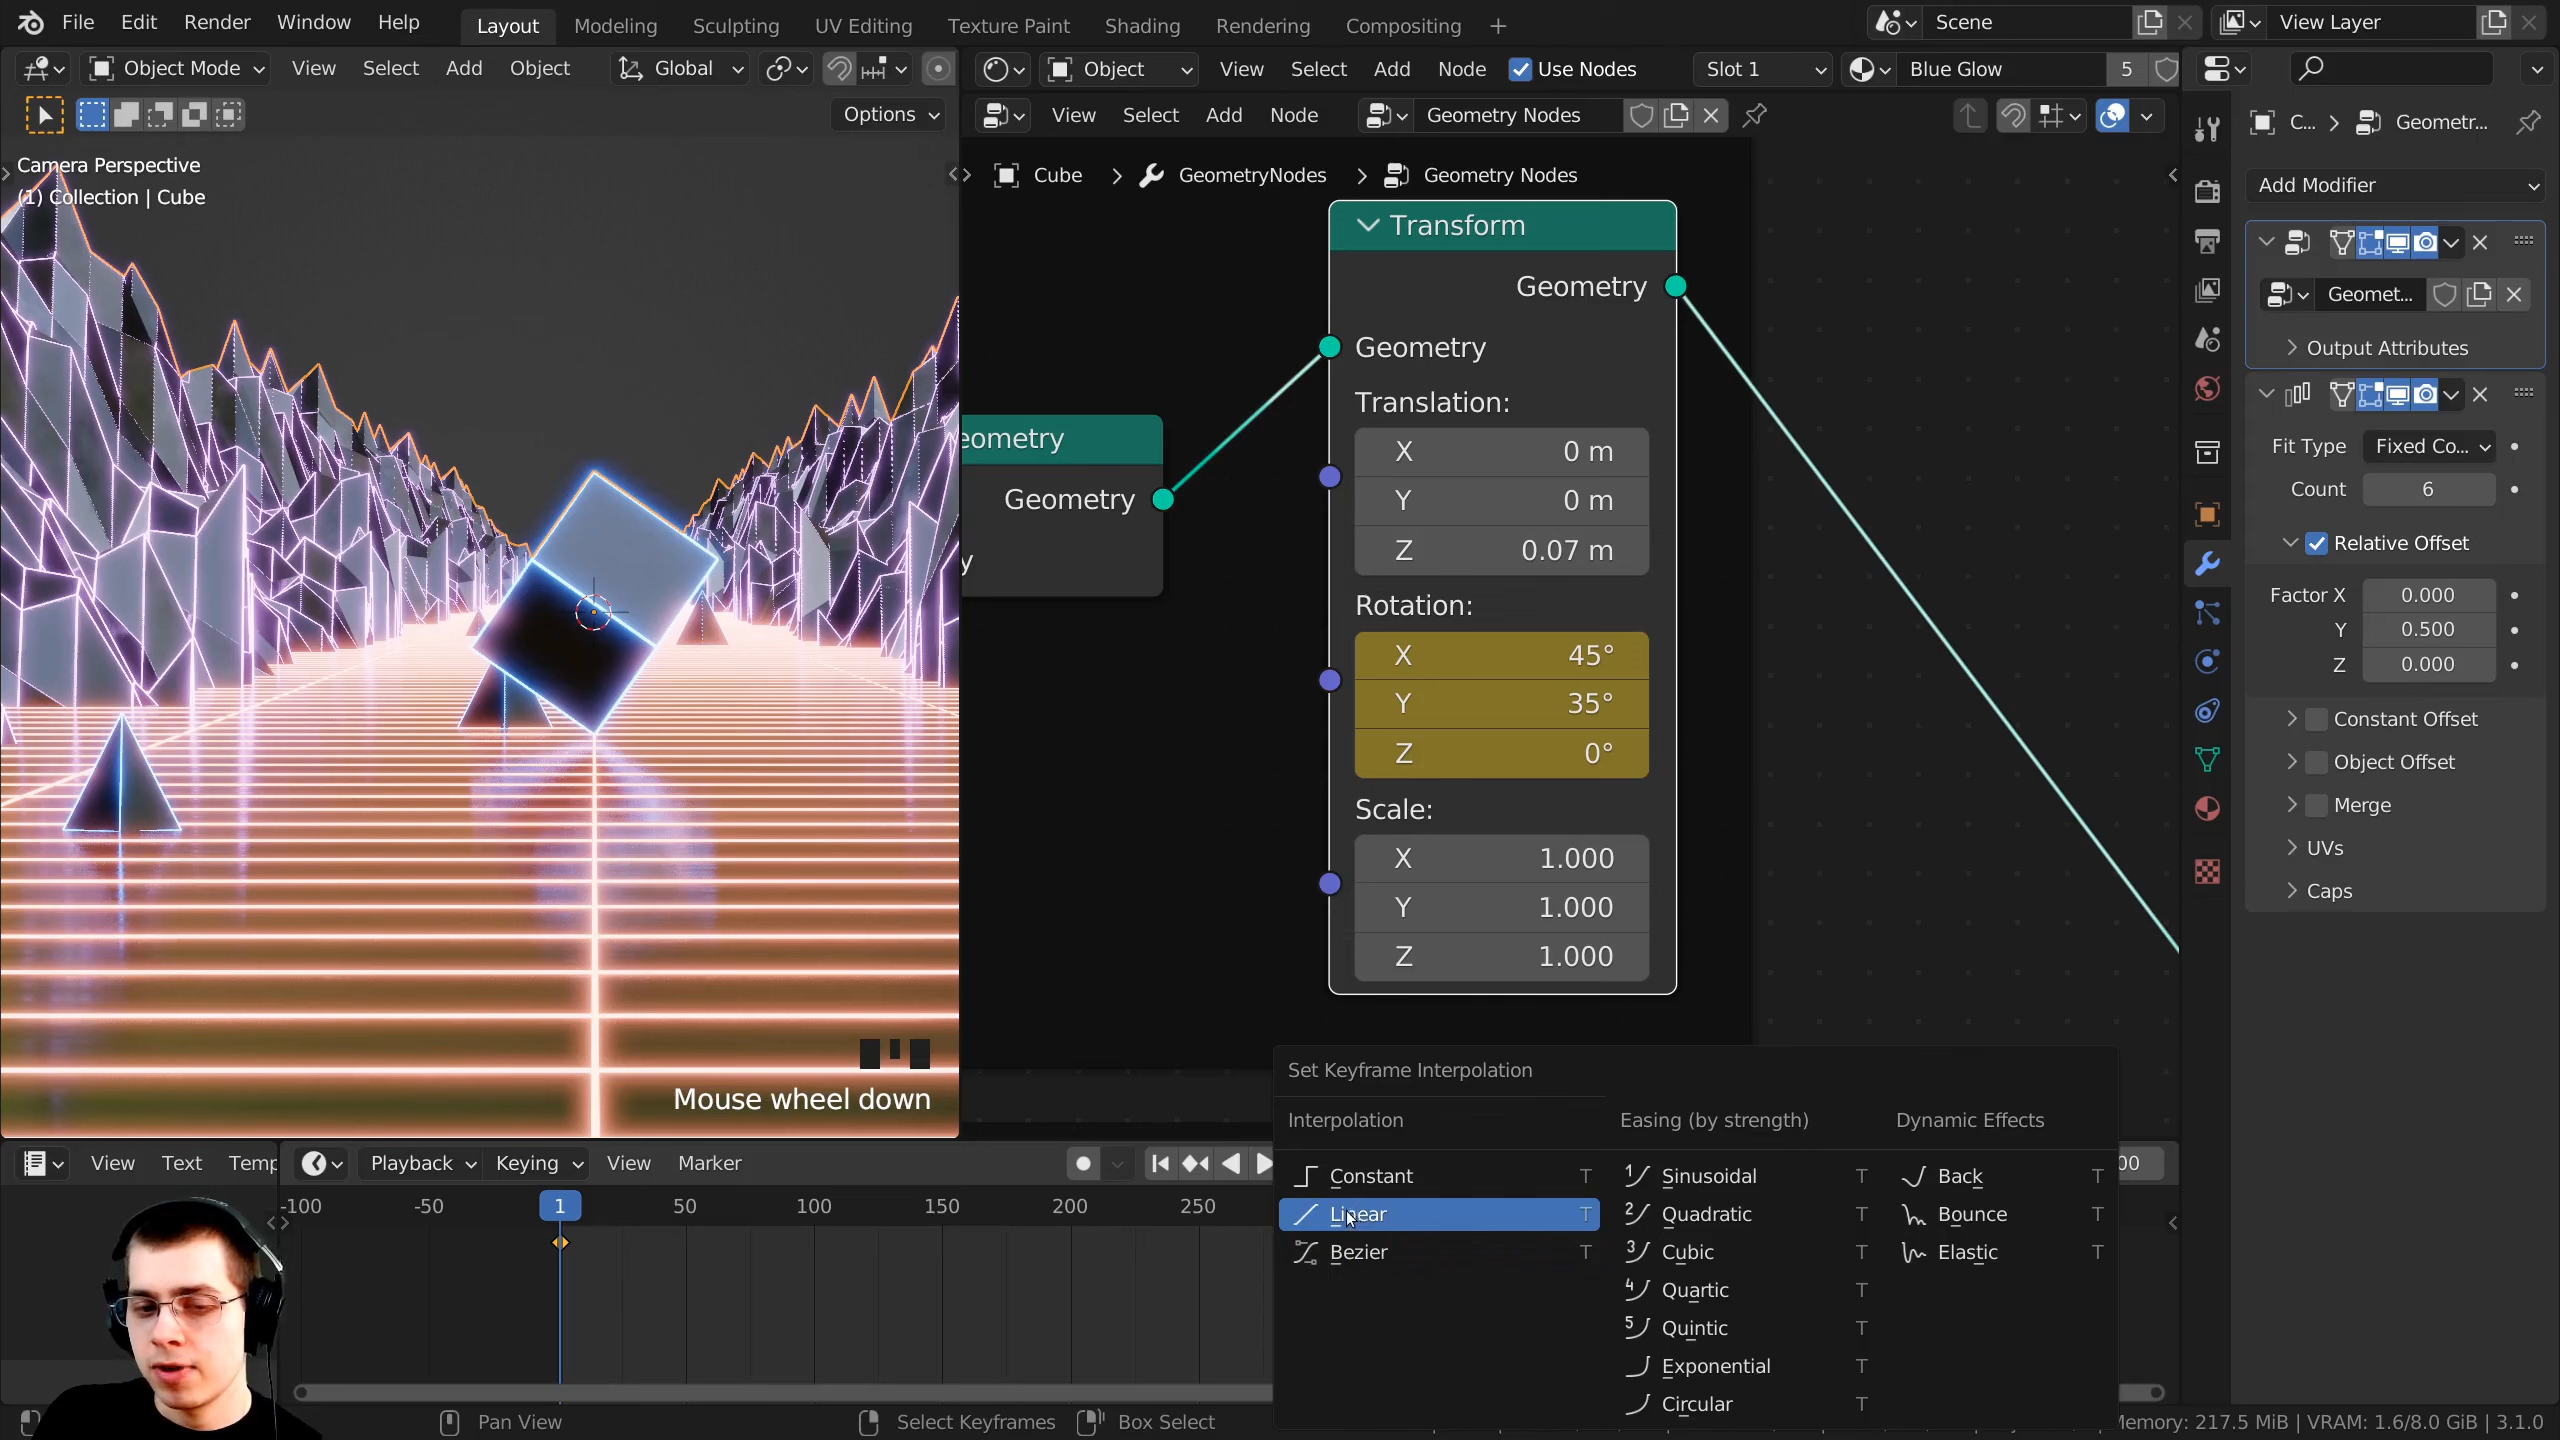 File Edit Render Window Help Layout Modeling Sculpting UV Editing Texture Paint Shading Rendering Compositing + Scene View Layer
Object Mode View Select Add Object Global
Object View Select Add Node Use Nodes Slot 1 Blue Glow 5
Options
View Select Add Node Geometry Nodes
C... > Geometr...
Camera Perspective
(1) Collection | Cube
Cube > GeometryNodes > Geometry Nodes
Add Modifier
Geomet...
Output Attributes
Fit Type Fixed Co...
Count 6
Relative Offset
Factor X 0.000
Y 0.500
Z 0.000
Constant Offset
Object Offset
Merge
UVs
Caps
eometry
Geometry
y
Transform
Geometry
Geometry
Translation:
X 0 m
Y 0 m
Z 0.07 m
Rotation:
X 45°
Y 35°
Z 0°
Scale:
X 1.000
Y 1.000
Z 1.000
Mouse wheel down
Set Keyframe Interpolation
Interpolation Easing (by strength) Dynamic Effects
Constant T Sinusoidal T Back T
Linear T Quadratic T Bounce T
Bezier T Cubic T Elastic T
Quartic T
Quintic T
Exponential T
Circular T
View Text Temp Playback Keying View Marker 00
-100 -50 1 50 100 150 200 250
Pan View Select Keyframes Box Select Memory: 217.5 MiB | VRAM: 1.6/8.0 GiB | 3.1.0